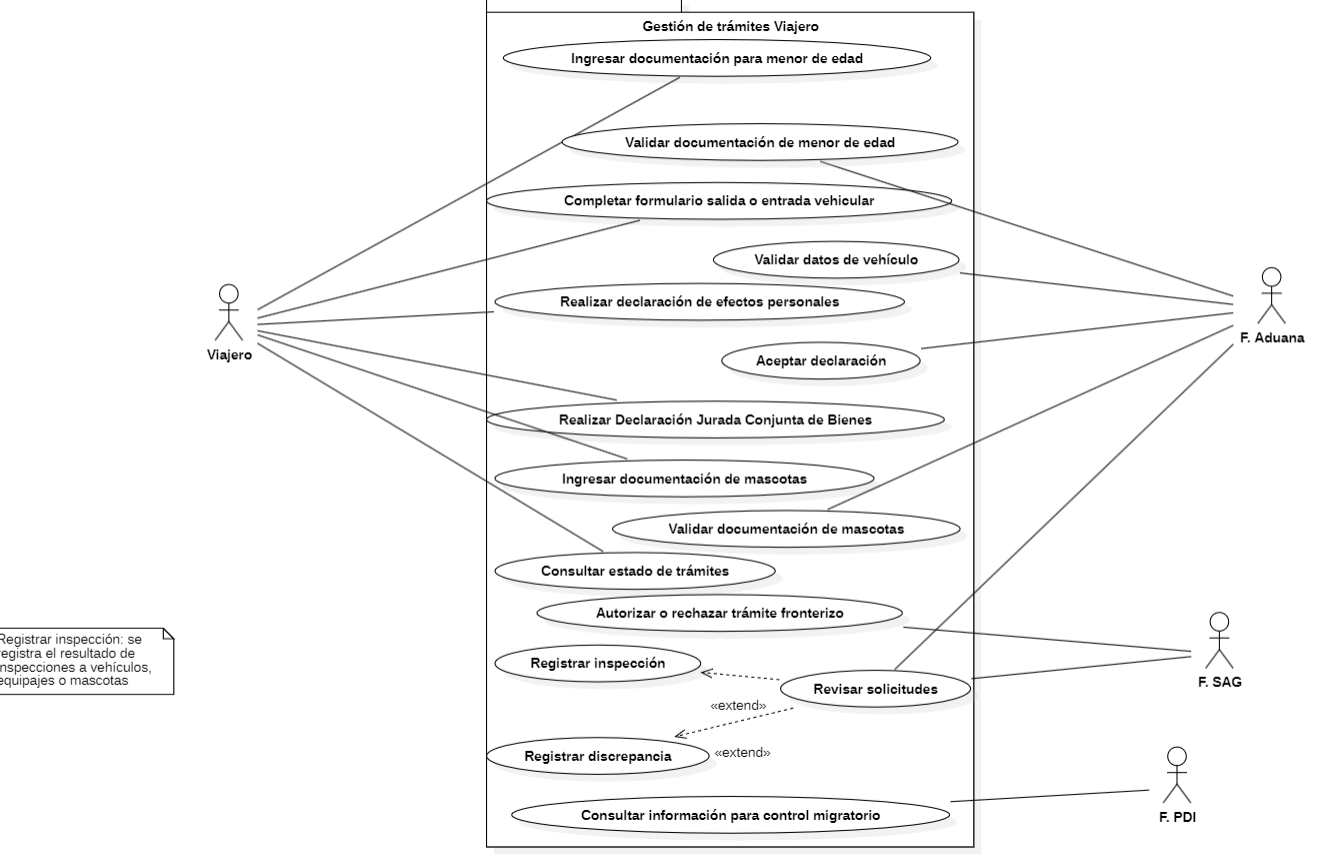 Gestión de trámites Viajero
Ingresar documentación para menor de edad
Validar documentación de menor de edad
Completar formulario salida o entrada vehicular
Validar datos de vehículo
Realizar declaración de efectos personales
Viajero
F. Aduana
Aceptar declaración
Realizar Declaración Jurada Conjunta de Bienes
Ingresar documentación de mascotas
Validar documentación de mascotas
Consultar estado de trámites
Autorizar o rechazar trámite fronterizo
Registrar inspección: se
registra el resultado de
inspecciones a vehículos,
equipajes o mascotas
Registrar inspección
Revisar solicitudes
F. SAG
«extend»
Registrar discrepancia
«extend»
Consultar información para control migratorio
F. PDI